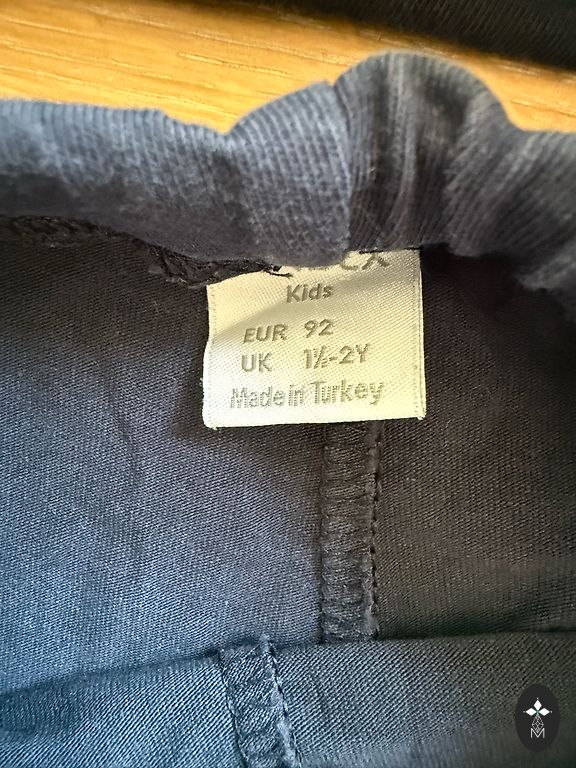 Kids
EUR 92
UK 1½-2Y
Made in Turkey
M